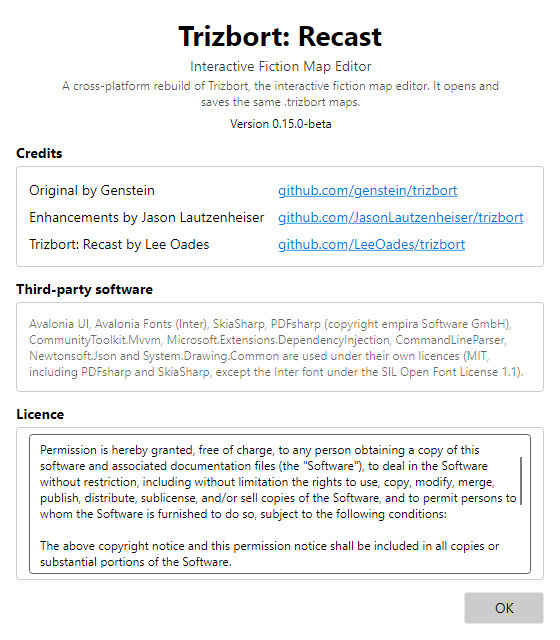 Trizbort: Recast
Interactive Fiction Map Editor
A cross-platform rebuild of Trizbort, the interactive fiction map editor. It opens and
saves the same .trizbort maps.
Version 0.15.0-beta
Credits
Original by Genstein github.com/genstein/trizbort
Enhancements by Jason Lautzenheiser github.com/JasonLautzenheiser/trizbort
Trizbort: Recast by Lee Oades github.com/LeeOades/trizbort
Third-party software
Avalonia UI, Avalonia Fonts (Inter), SkiaSharp, PDFsharp (copyright empira Software GmbH),
CommunityToolkit.Mvvm, Microsoft.Extensions.DependencyInjection, CommandLineParser,
Newtonsoft.Json and System.Drawing.Common are used under their own licences (MIT,
including PDFsharp and SkiaSharp, except the Inter font under the SIL Open Font License 1.1).
Licence
Permission is hereby granted, free of charge, to any person obtaining a copy of this
software and associated documentation files (the "Software"), to deal in the Software
without restriction, including without limitation the rights to use, copy, modify, merge,
publish, distribute, sublicense, and/or sell copies of the Software, and to permit persons to
whom the Software is furnished to do so, subject to the following conditions:
The above copyright notice and this permission notice shall be included in all copies or
substantial portions of the Software.
OK